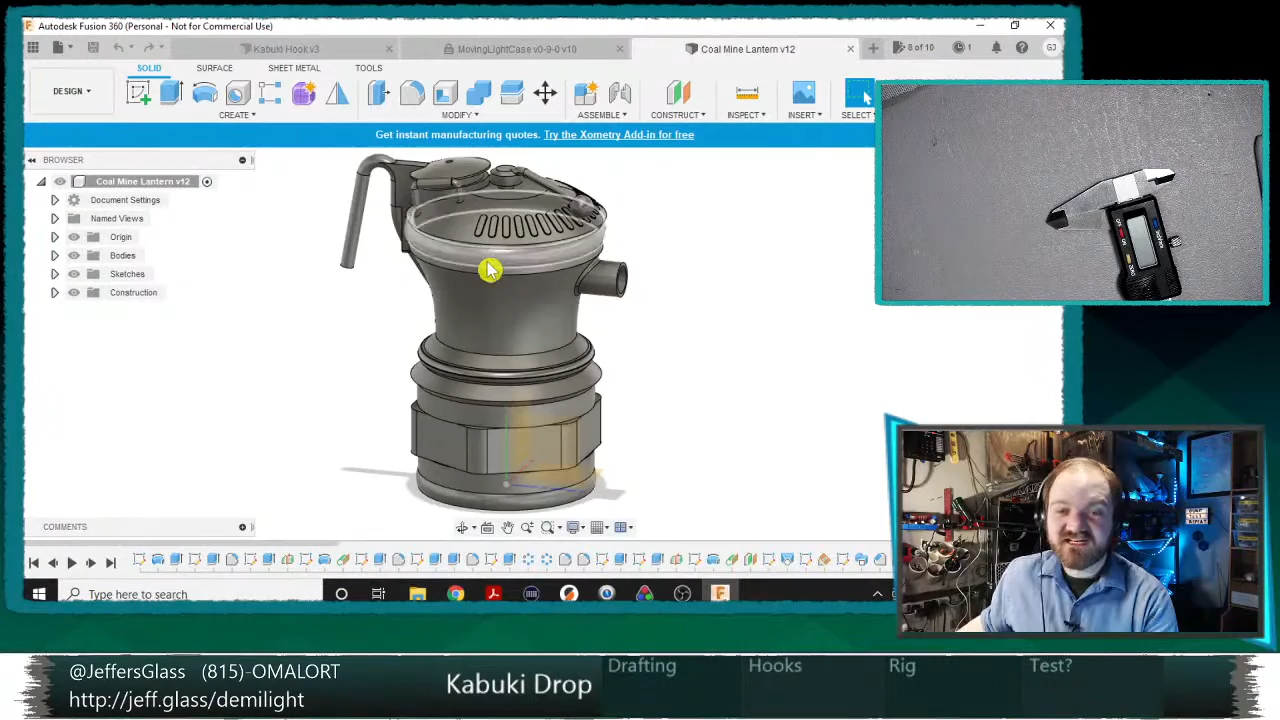 Autodesk Fusion 360 (Personal - Not for Commercial Use)
Kabuki Hook v3
MovingLightCase v0-9-0 v10
Coal Mine Lantern v12
8 of 10
1
GJ
SOLID
SURFACE
SHEET METAL
TOOLS
DESIGN
CREATE
MODIFY
ASSEMBLE
CONSTRUCT
INSPECT
INSERT
SELECT
Get instant manufacturing quotes. Try the Xometry Add-in for free
BROWSER
Coal Mine Lantern v12
Document Settings
Named Views
Origin
Bodies
Sketches
Construction
COMMENTS
Type here to search
@JeffersGlass (815)-OMALORT
http://jeff.glass/demilight
Kabuki Drop
Drafting
Hooks
Rig
Test?